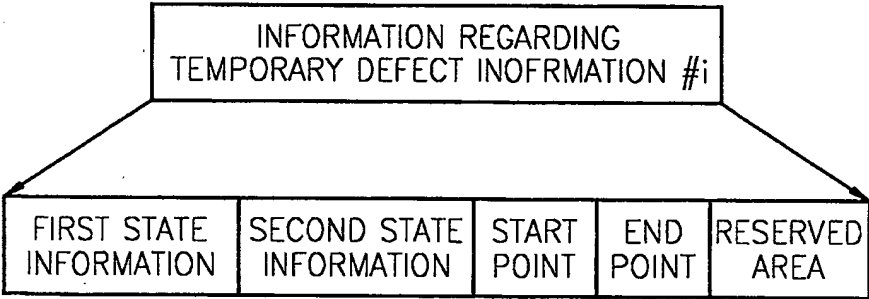 INFORMATION REGARDING
TEMPORARY DEFECT INOFRMATION #i
FIRST STATE
INFORMATION
SECOND STATE
INFORMATION
START
POINT
END
POINT
RESERVED
AREA